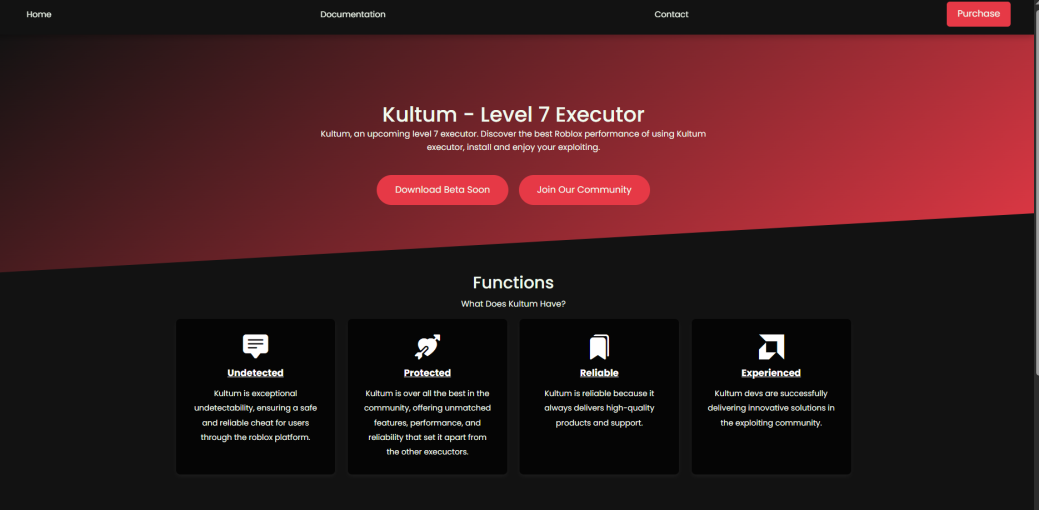 Home
Documentation
Contact
Purchase
Kultum - Level 7 Executor
Kultum, an upcoming level 7 executor. Discover the best Roblox performance of using Kultum
executor, install and enjoy your exploiting.
Download Beta Soon
Join Our Community
Functions
What Does Kultum Have?
Undetected
Kultum is exceptional
undetectability, ensuring a safe
and reliable cheat for users
through the roblox platform.
Protected
Kultum is over all the best in the
community, offering unmatched
features, performance, and
reliability that set it apart from
the other execuctors.
Reliable
Kultum is reliable because it
always delivers high-quality
products and support.
Experienced
Kultum devs are successfully
delivering innovative solutions in
the exploiting community.